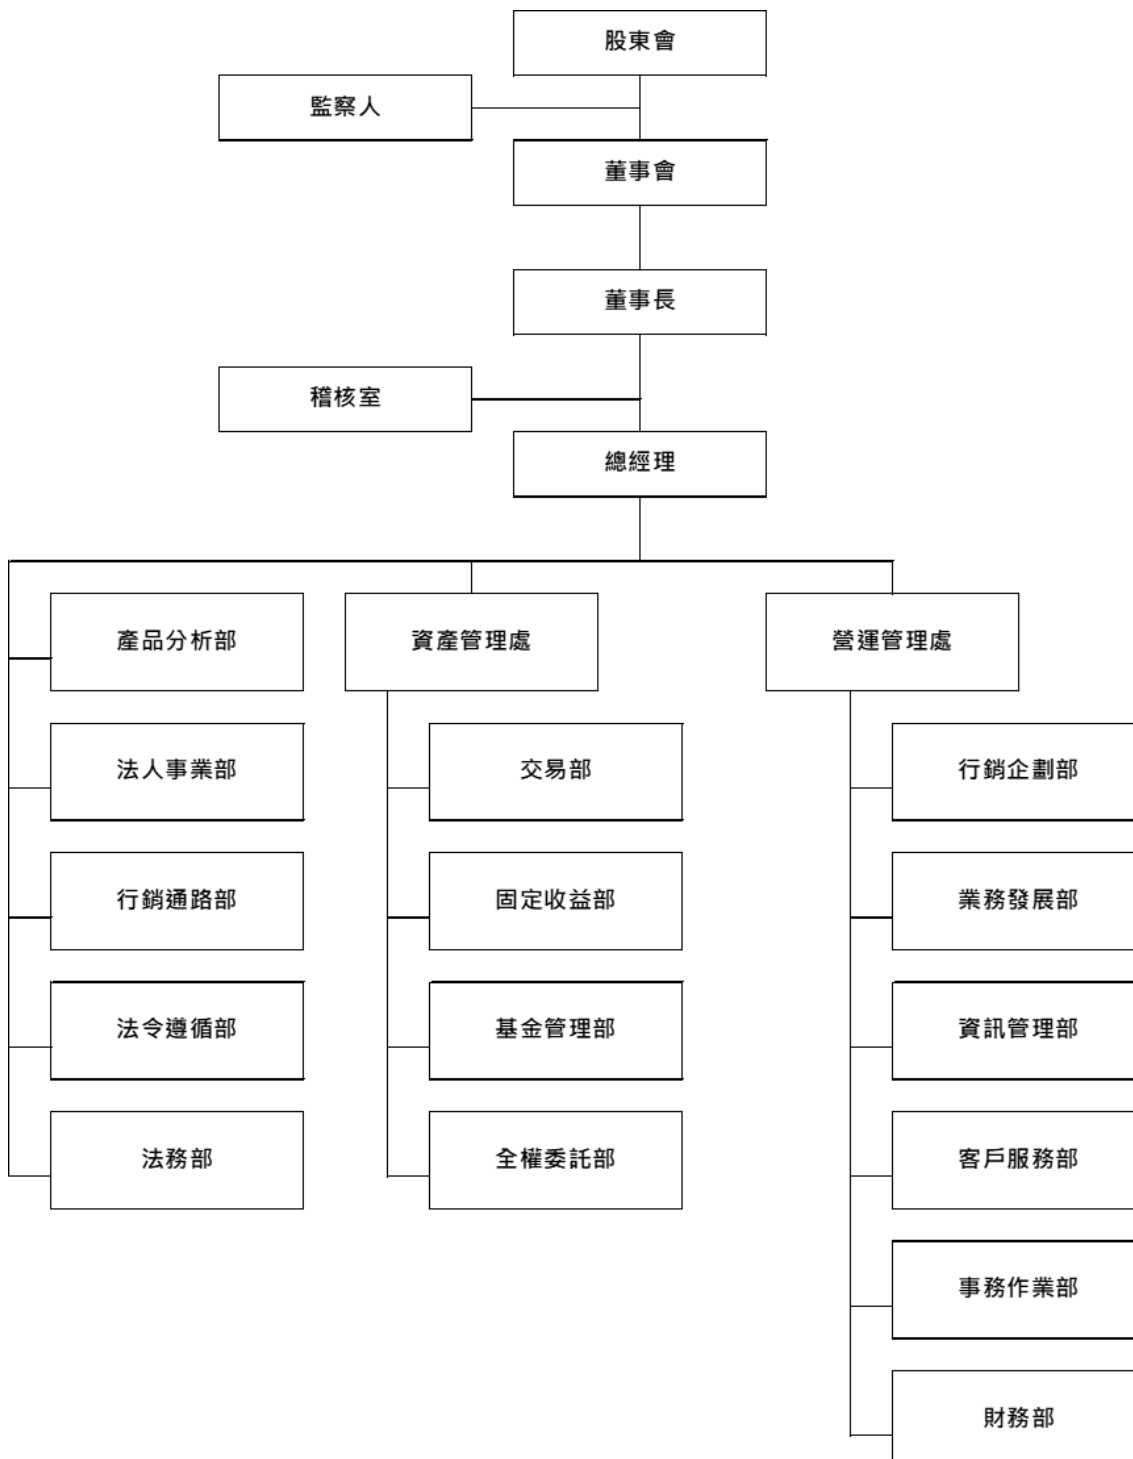 股東會
監察人
董事會
董事長
稽核室
總經理
產品分析部
資產管理處
營運管理處
法人事業部
交易部
行銷企劃部
行銷通路部
固定收益部
業務發展部
法令遵循部
基金管理部
資訊管理部
法務部
全權委託部
客戶服務部
事務作業部
財務部